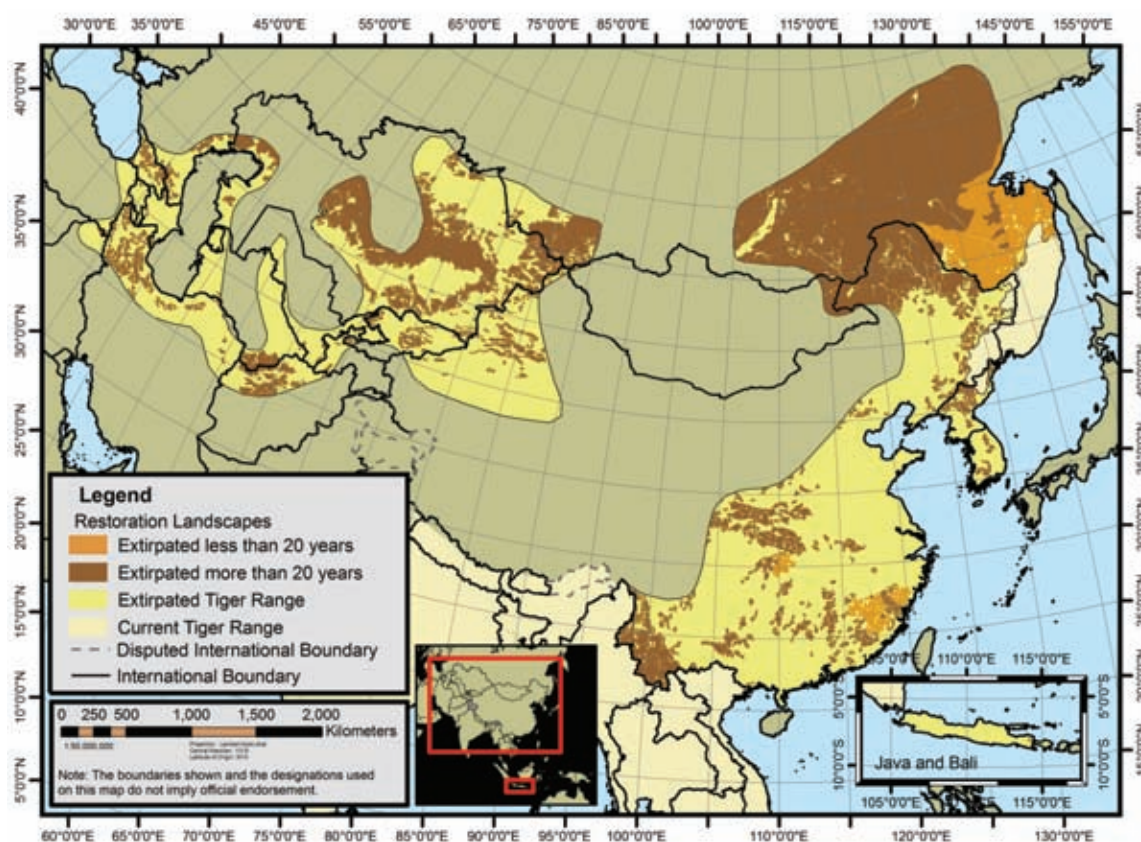 30°0'0"E 35°0'0"E 40°0'0"E 45°0'0"E 55°0'0"E 65°0'0"E 75°0'0"E 85°0'0"E 100°0'0"E 115°0'0"E 130°0'0"E 145°0'0"E 155°0'0"E
40°0'0"N
35°0'0"N
30°0'0"N
25°0'0"N
20°0'0"N
15°0'0"N
10°0'0"N
5°0'0"N
Legend
Restoration Landscapes
Extirpated less than 20 years
Extirpated more than 20 years
Extirpated Tiger Range
Current Tiger Range
Disputed International Boundary
International Boundary
0 250 500 1,000 1,500 2,000
Kilometers
1:50,000,000
Note: The boundaries shown and the designations used
on this map do not imply official endorsement.
105°0'0"E 110°0'0"E 115°0'0"E
5°0'0"S
10°0'0"S
Java and Bali
105°0'0"E 115°0'0"E
60°0'0"E 65°0'0"E 70°0'0"E 75°0'0"E 80°0'0"E 85°0'0"E 90°0'0"E 95°0'0"E 100°0'0"E 110°0'0"E 120°0'0"E 130°0'0"E